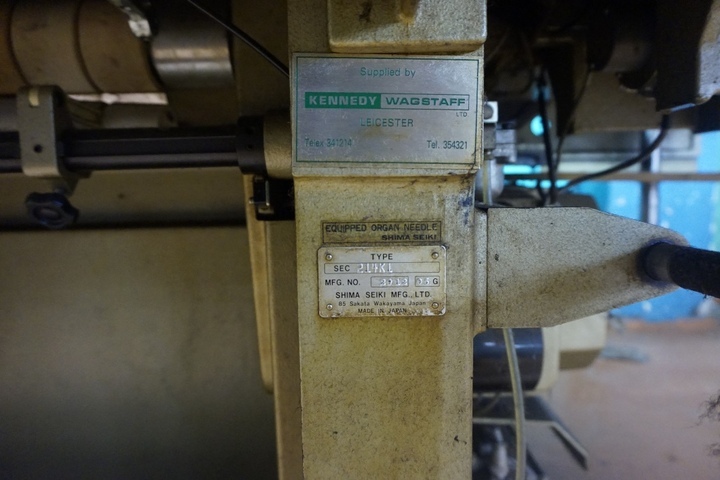 Supplied by
KENNEDY WAGSTAFF
LTD
LEICESTER
Telex 341314 Tel. 354321
EQUIPPED ORGAN NEEDLE
SHIMA SEIKI
TYPE
SEC
MFG. NO. G
SHIMA SEIKI MFG., LTD.
85 Sakata Wakayama Japan
MADE IN JAPAN